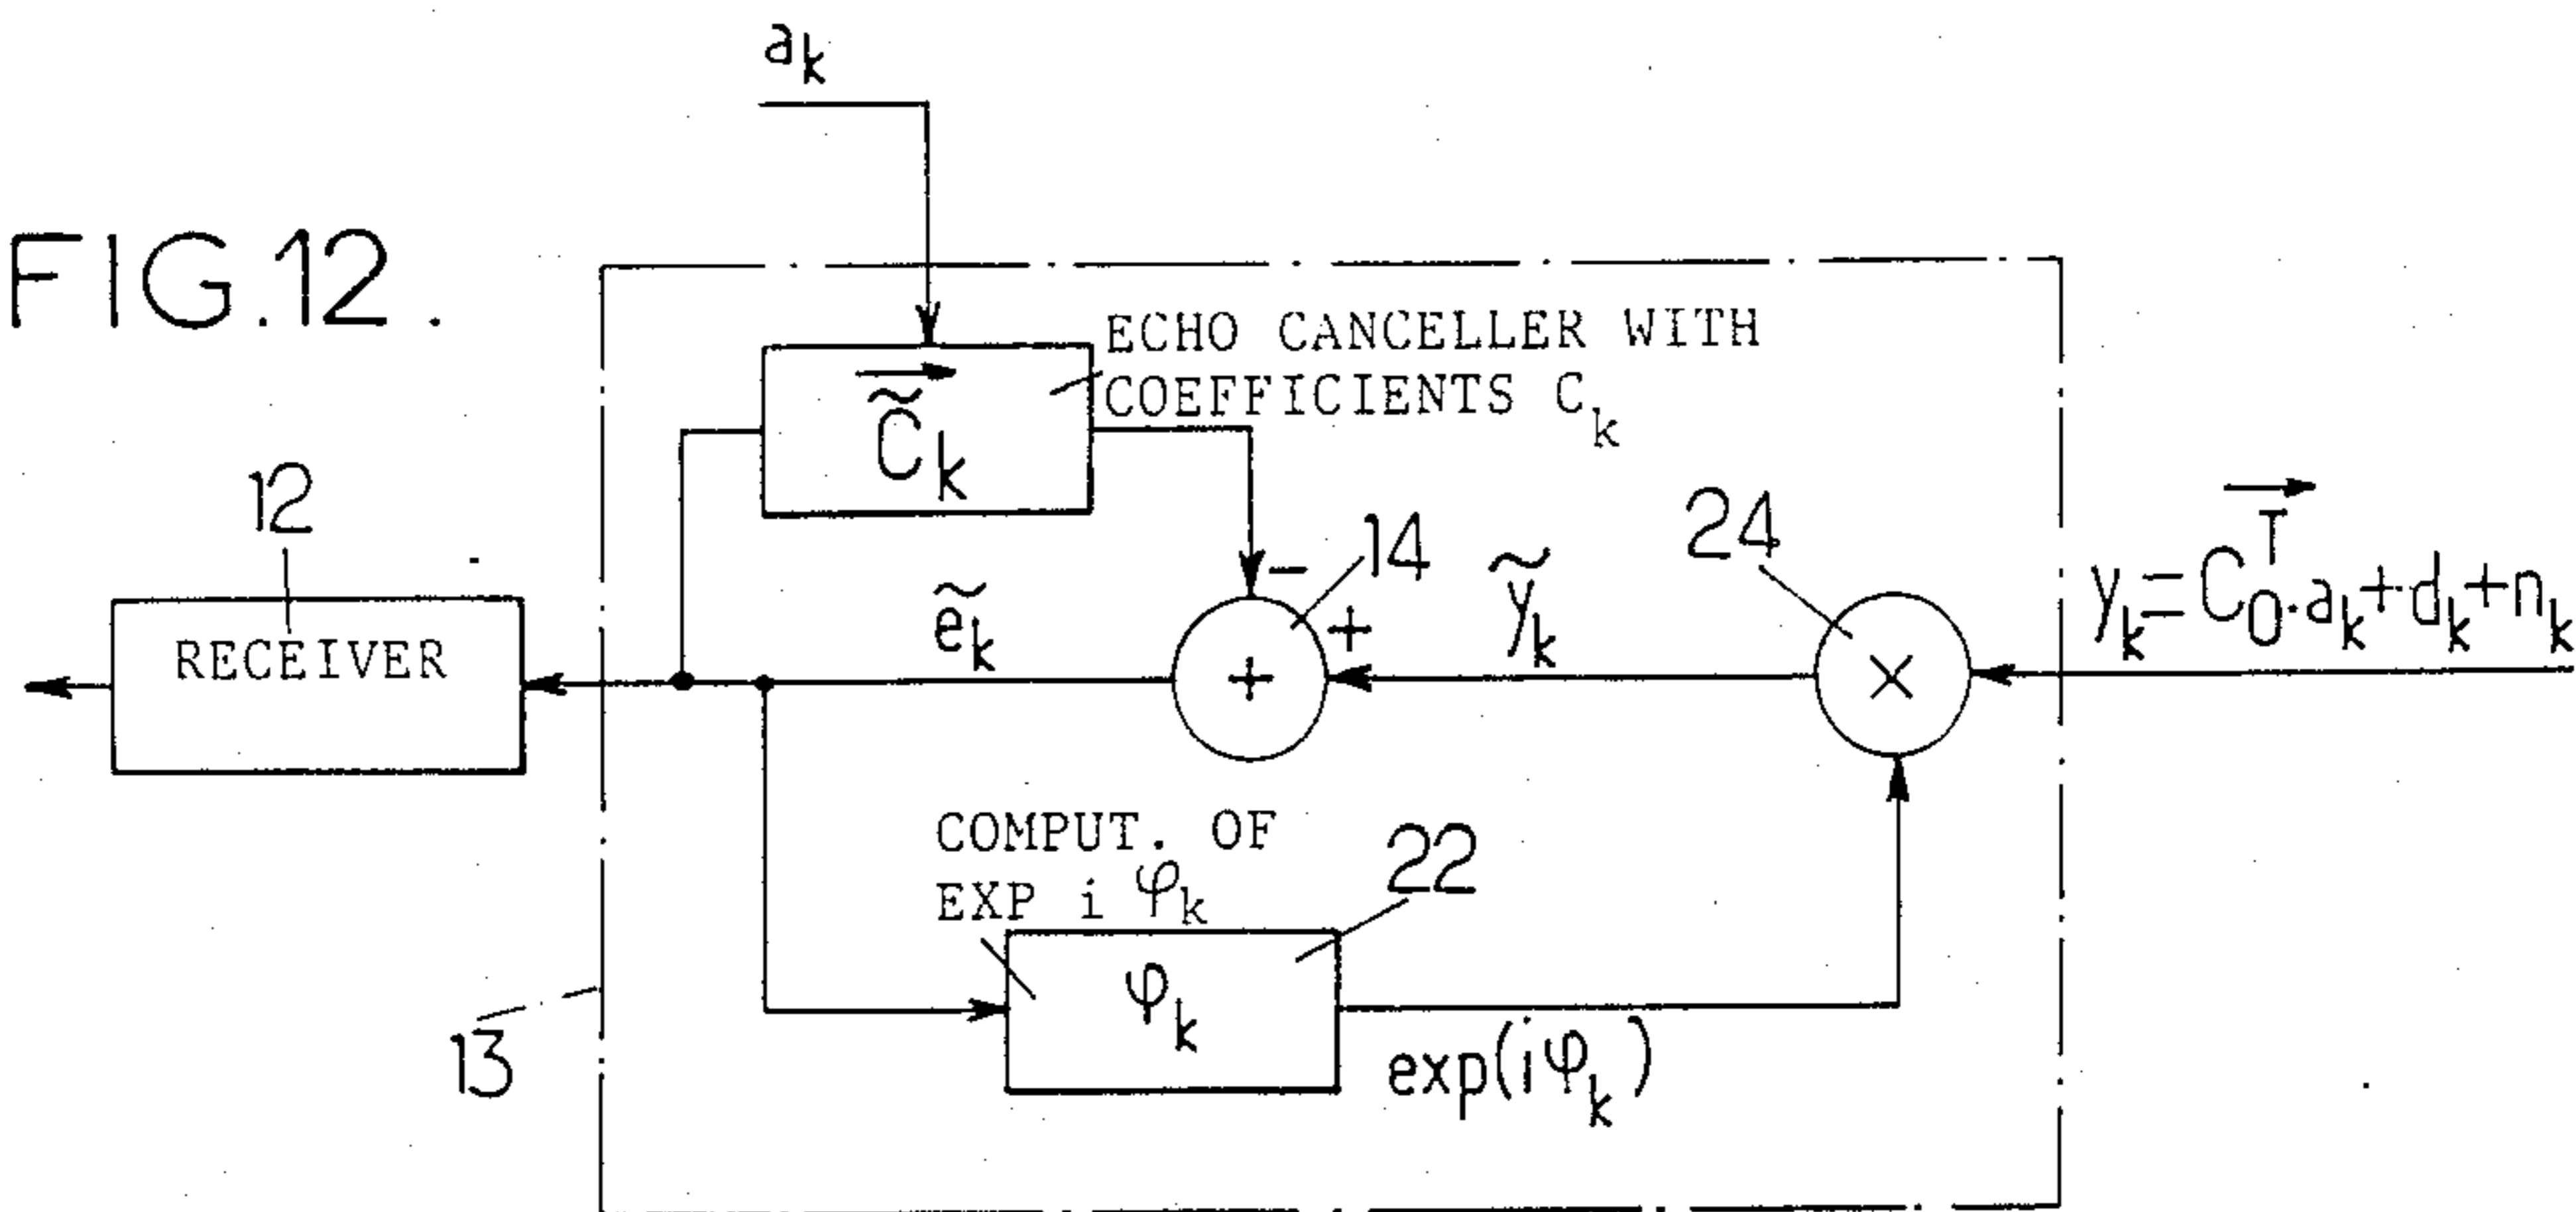 FIG.12.
a_k
ECHO CANCELLER WITH
COEFFICIENTS C_k
C̃_k
12
RECEIVER
ẽ_k
-
14
+
+
ỹ_k
24
×
y_k=C_0^T.a_k+d_k+n_k
COMPUT. OF
EXP i φ_k
22
φ_k
exp(iφ_k)
13